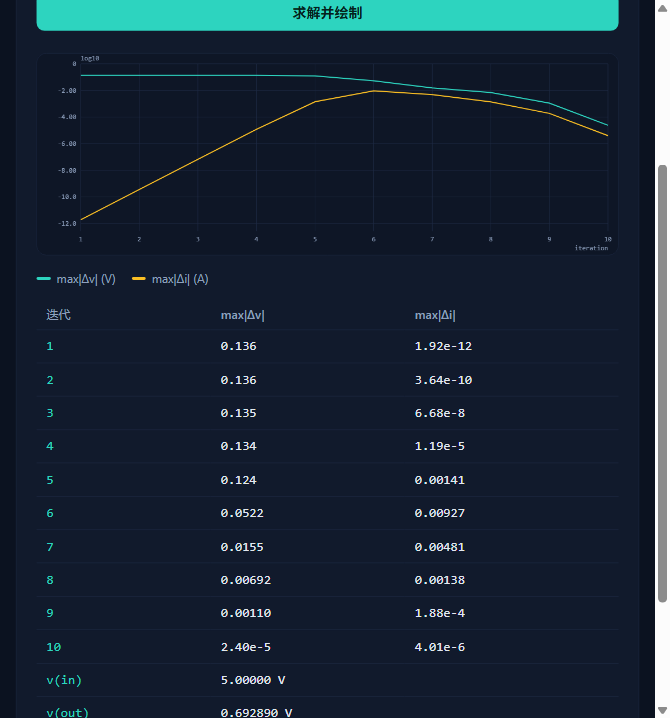 求解并绘制
log10
0
-2.00
-4.00
-6.00
-8.00
-10.0
-12.0
1 2 3 4 5 6 7 8 9 10
iteration
max|Δv| (V) max|Δi| (A)
迭代 max|Δv| max|Δi|
1 0.136 1.92e-12
2 0.136 3.64e-10
3 0.135 6.68e-8
4 0.134 1.19e-5
5 0.124 0.00141
6 0.0522 0.00927
7 0.0155 0.00481
8 0.00692 0.00138
9 0.00110 1.88e-4
10 2.40e-5 4.01e-6
v(in) 5.00000 V
v(out) 0.692890 V